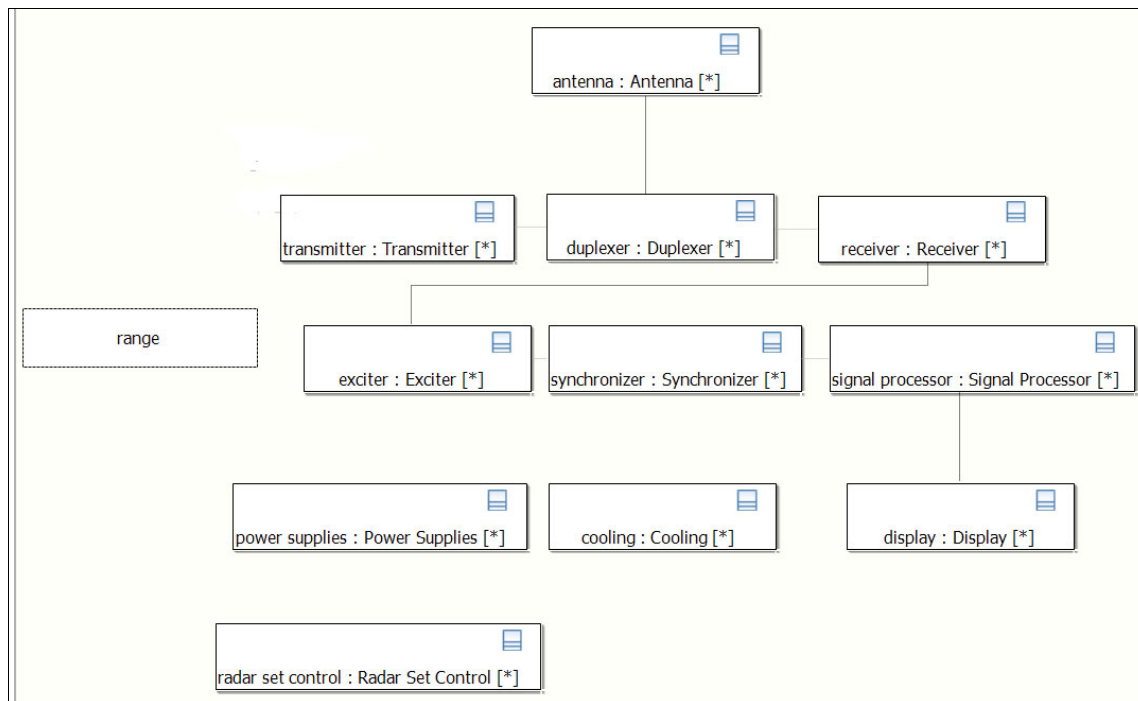 antenna : Antenna [*]
transmitter : Transmitter [*]
duplexer : Duplexer [*]
receiver : Receiver [*]
range
exciter : Exciter [*]
synchronizer : Synchronizer [*]
signal processor : Signal Processor [*]
power supplies : Power Supplies [*]
cooling : Cooling [*]
display : Display [*]
radar set control : Radar Set Control [*]